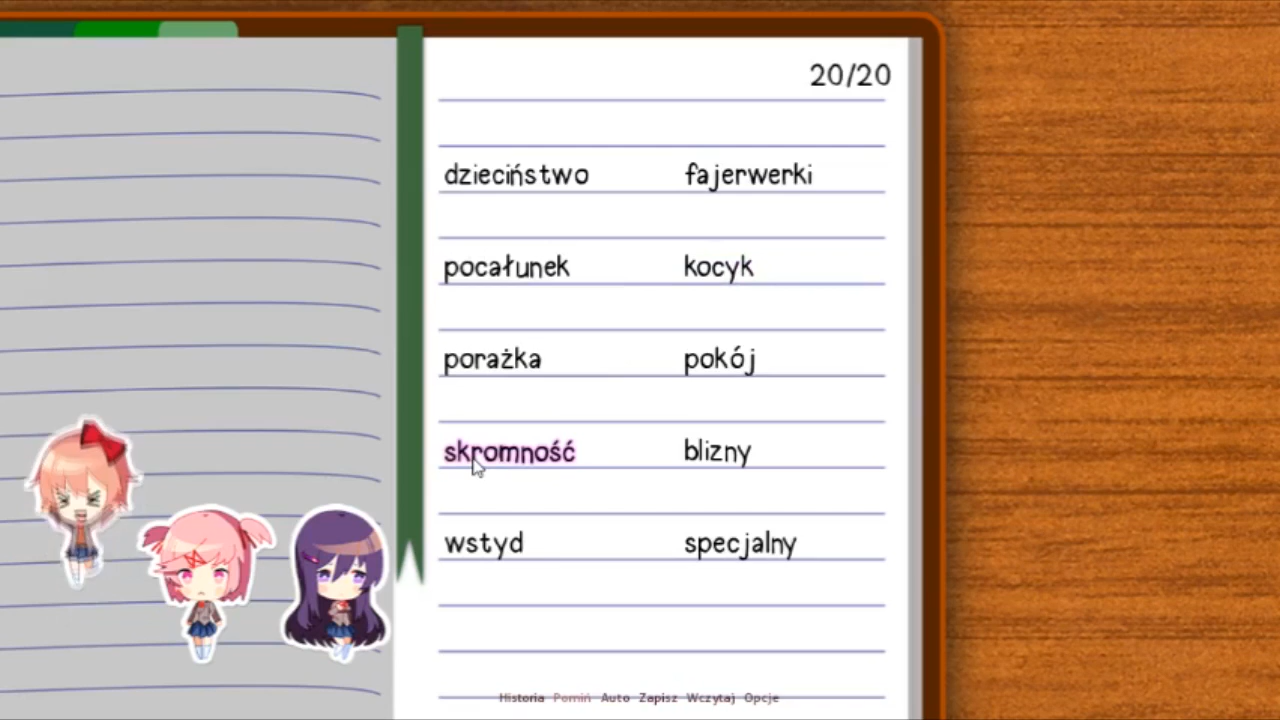 20/20
dzieciństwo fajerwerki
pocałunek kocyk
porażka pokój
skromność blizny
wstyd specjalny
Historia Pomiń Auto Zapisz Wczytaj Opcje